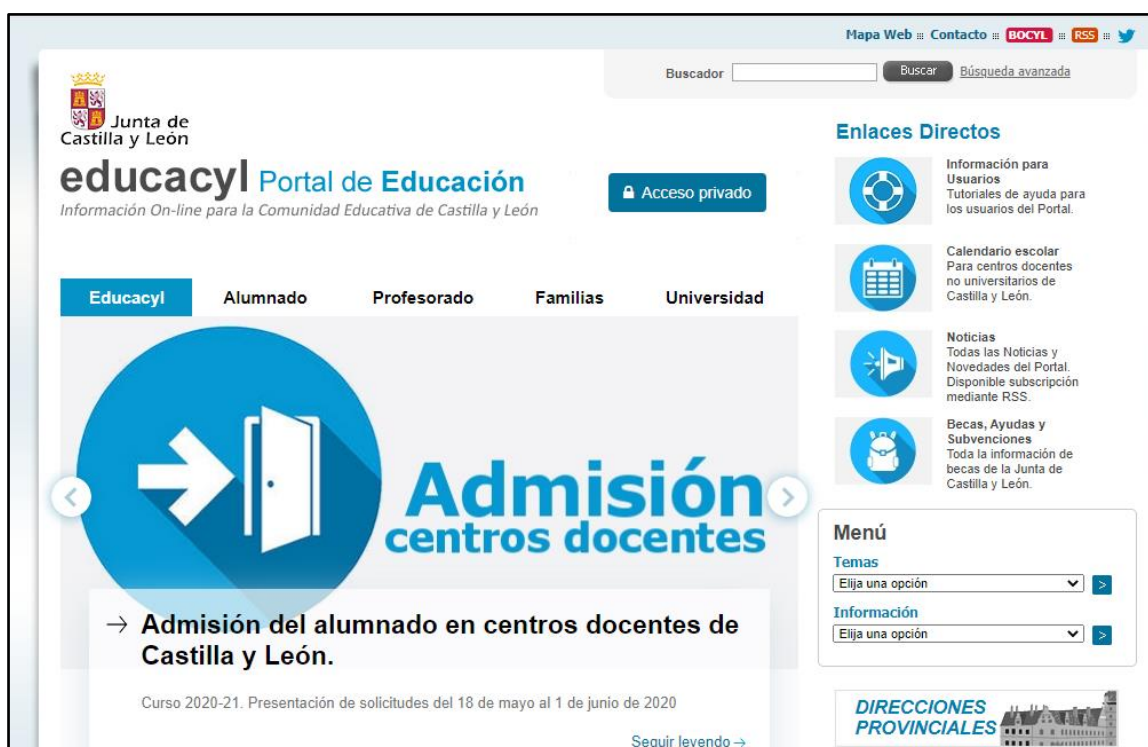 Mapa Web Contacto BOCYL RSS
Buscador Buscar Búsqueda avanzada
Junta de
Castilla y León
educacyl Portal de Educación
Información On-line para la Comunidad Educativa de Castilla y León
Acceso privado
Educacyl Alumnado Profesorado Familias Universidad
Admisión
centros docentes
→ Admisión del alumnado en centros docentes de
Castilla y León.
Curso 2020-21. Presentación de solicitudes del 18 de mayo al 1 de junio de 2020
Seguir leyendo →
Enlaces Directos
Información para
Usuarios
Tutoriales de ayuda para
los usuarios del Portal.
Calendario escolar
Para centros docentes
no universitarios de
Castilla y León.
Noticias
Todas las Noticias y
Novedades del Portal.
Disponible subscripción
mediante RSS.
Becas, Ayudas y
Subvenciones
Toda la información de
becas de la Junta de
Castilla y León.
Menú
Temas
Elija una opción >
Información
Elija una opción >
DIRECCIONES
PROVINCIALES